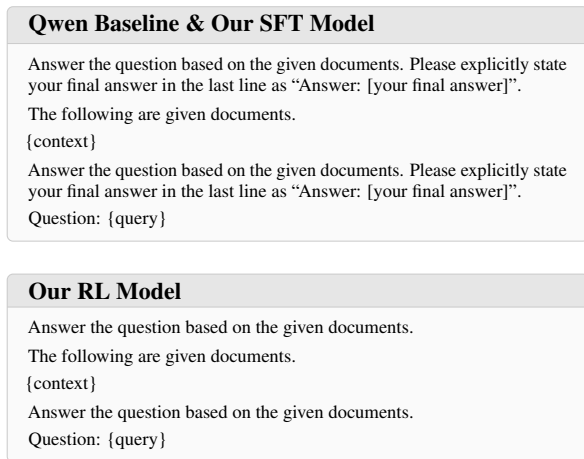 Qwen Baseline & Our SFT Model
Answer the question based on the given documents. Please explicitly state
your final answer in the last line as “Answer: [your final answer]”.
The following are given documents.
{context}
Answer the question based on the given documents. Please explicitly state
your final answer in the last line as “Answer: [your final answer]”.
Question: {query}
Our RL Model
Answer the question based on the given documents.
The following are given documents.
{context}
Answer the question based on the given documents.
Question: {query}